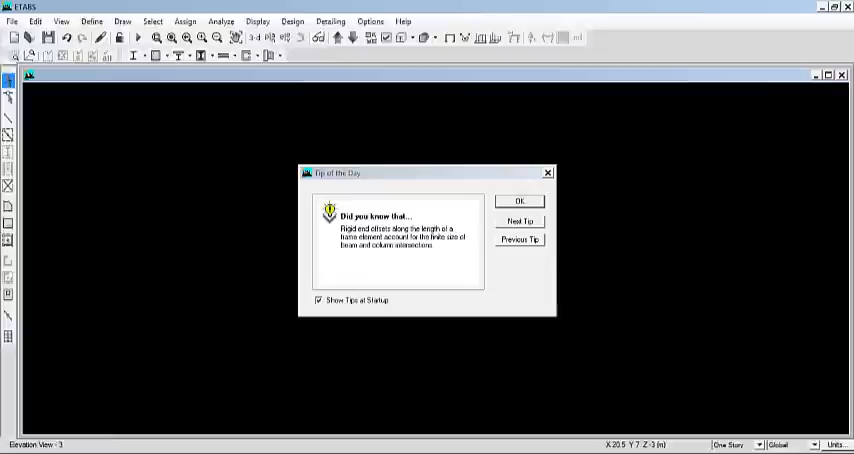 ETABS
File Edit View Define Draw Select Assign Analyze Display Design Detailing Options Help
3-d
Tip of the Day
Did you know that...
Rigid end offsets along the length of a
frame element account for the finite size of
beam and column intersections.
OK
Next Tip
Previous Tip
Show Tips at Startup
Elevation View - 3
X 20.5 Y 7 Z -3 (m)
One Story
Global
Units...